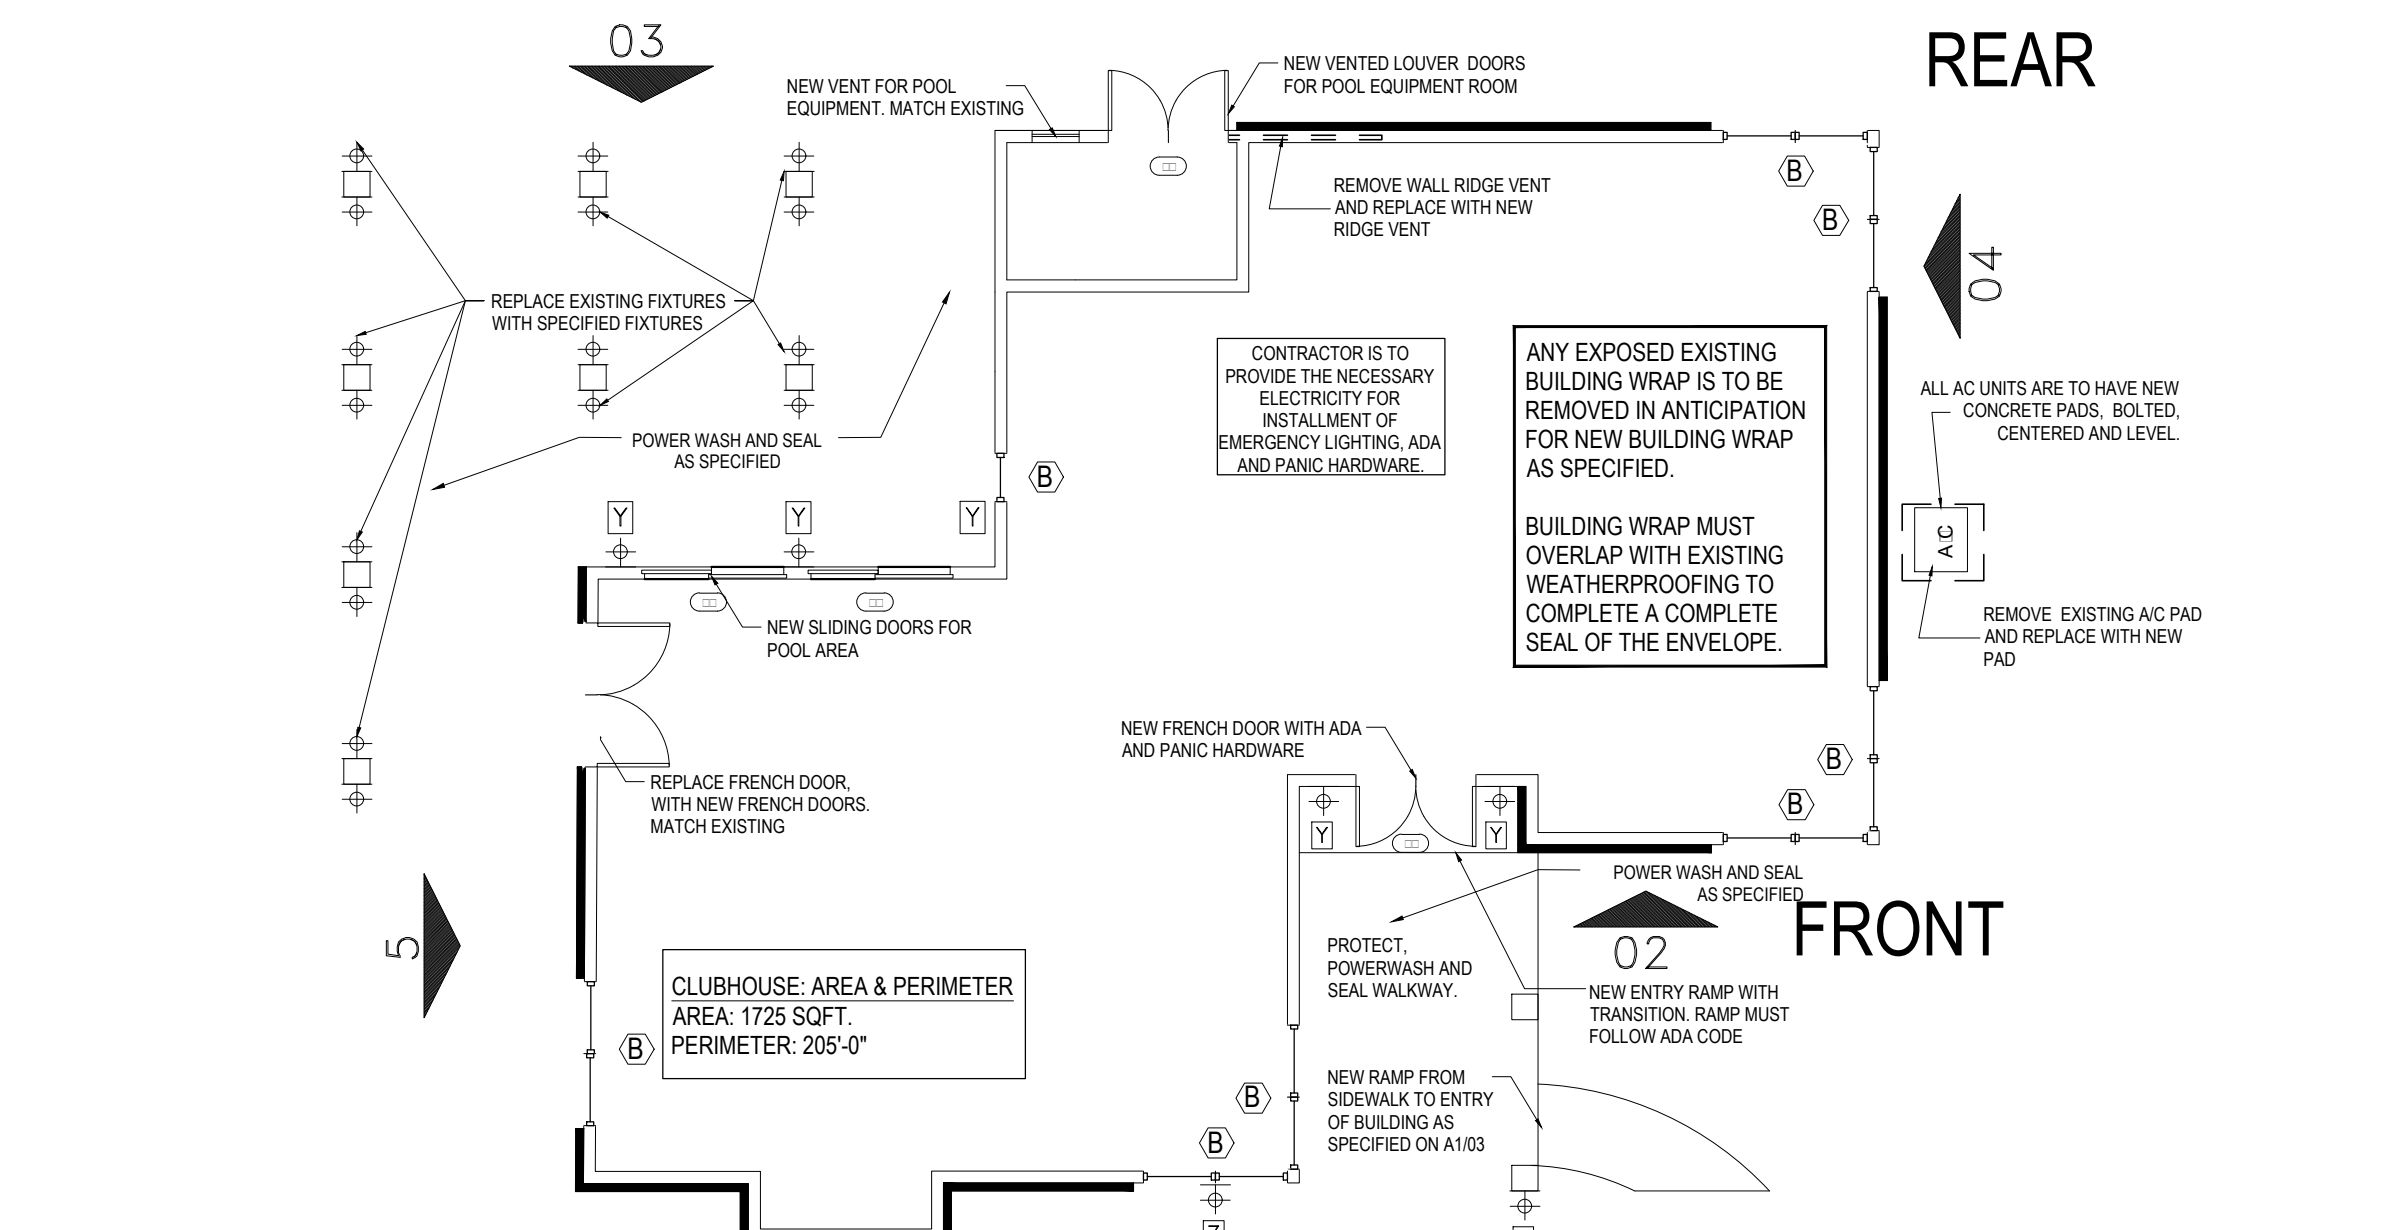 03
REAR
NEW VENT FOR POOL
EQUIPMENT. MATCH EXISTING
NEW VENTED LOUVER DOORS
FOR POOL EQUIPMENT ROOM
B
REMOVE WALL RIDGE VENT
AND REPLACE WITH NEW
RIDGE VENT
B
04
REPLACE EXISTING FIXTURES
WITH SPECIFIED FIXTURES
CONTRACTOR IS TO
PROVIDE THE NECESSARY
ELECTRICITY FOR
INSTALLMENT OF
EMERGENCY LIGHTING, ADA
AND PANIC HARDWARE.
ANY EXPOSED EXISTING
BUILDING WRAP IS TO BE
REMOVED IN ANTICIPATION
FOR NEW BUILDING WRAP
AS SPECIFIED.
BUILDING WRAP MUST
OVERLAP WITH EXISTING
WEATHERPROOFING TO
COMPLETE A COMPLETE
SEAL OF THE ENVELOPE.
ALL AC UNITS ARE TO HAVE NEW
CONCRETE PADS, BOLTED,
CENTERED AND LEVEL.
POWER WASH AND SEAL
AS SPECIFIED
B
Y
Y
Y
REMOVE EXISTING A/C PAD
AND REPLACE WITH NEW
PAD
NEW SLIDING DOORS FOR
POOL AREA
NEW FRENCH DOOR WITH ADA
AND PANIC HARDWARE
B
REPLACE FRENCH DOOR,
WITH NEW FRENCH DOORS.
MATCH EXISTING
B
Y
Y
POWER WASH AND SEAL
AS SPECIFIED
FRONT
02
5
PROTECT,
POWERWASH AND
SEAL WALKWAY.
CLUBHOUSE: AREA & PERIMETER
AREA: 1725 SQFT.
PERIMETER: 205'-0"
NEW ENTRY RAMP WITH
TRANSITION. RAMP MUST
FOLLOW ADA CODE
B
NEW RAMP FROM
SIDEWALK TO ENTRY
OF BUILDING AS
SPECIFIED ON A1/03
B
B